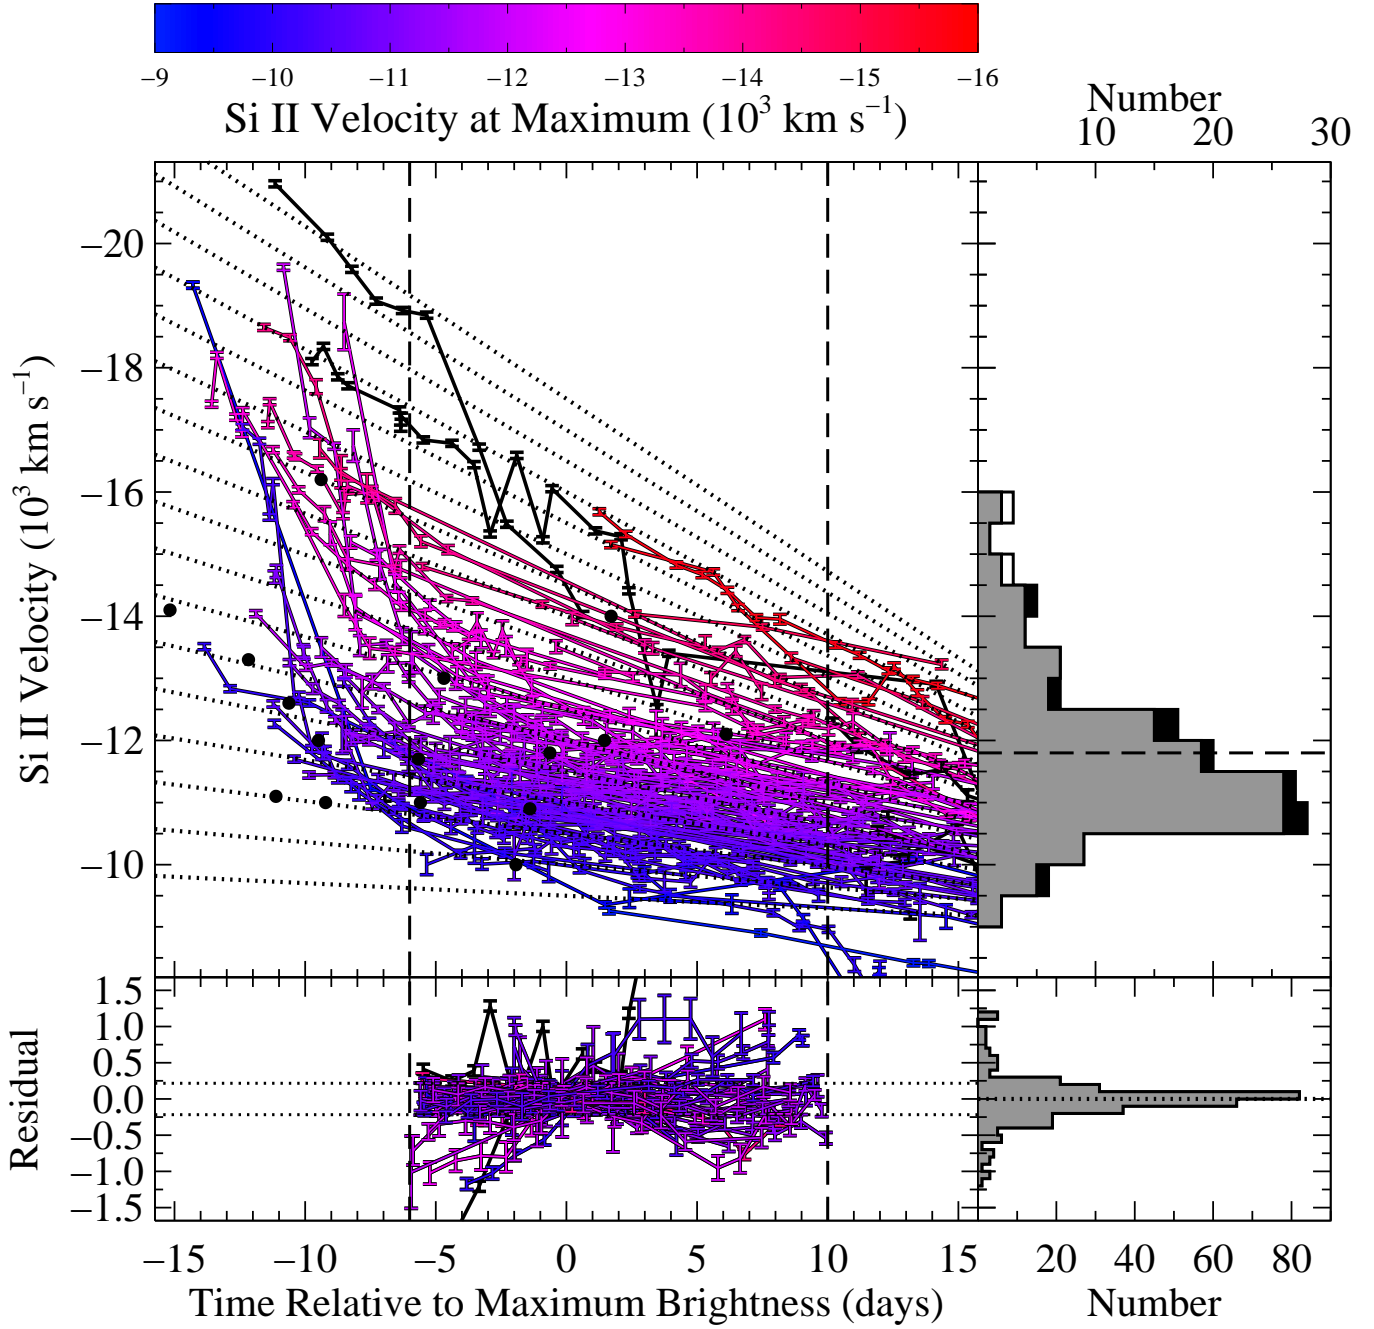 −9 −10 −11 −12 −13 −14 −15 −16
Si II Velocity at Maximum (10³ km s⁻¹)
Number
10 20 30
−20
−18
−16
−14
−12
−10
Si II Velocity (10³ km s⁻¹)
1.5
1.0
0.5
0.0
−0.5
−1.0
−1.5
Residual
−15 −10 −5 0 5 10 15
20 40 60 80
Time Relative to Maximum Brightness (days)
Number